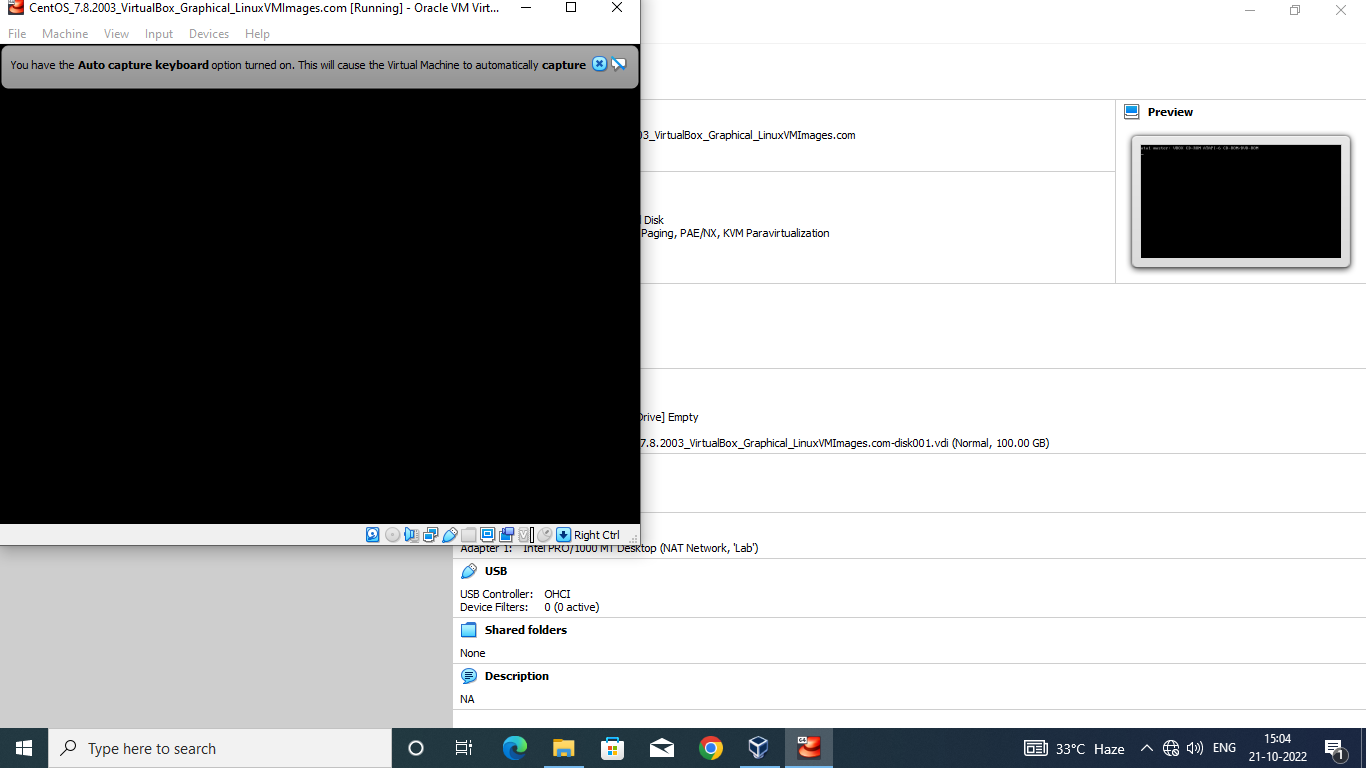 CentOS_7.8.2003_VirtualBox_Graphical_LinuxVMImages.com [Running] - Oracle VM Virt...
File Machine View Input Devices Help
You have the Auto capture keyboard option turned on. This will cause the Virtual Machine to automatically capture
Right Ctrl
03_VirtualBox_Graphical_LinuxVMImages.com
Disk
Paging, PAE/NX, KVM Paravirtualization
Preview
Drive] Empty
7.8.2003_VirtualBox_Graphical_LinuxVMImages.com-disk001.vdi (Normal, 100.00 GB)
Adapter 1: Intel PRO/1000 MT Desktop (NAT Network, 'Lab')
USB
USB Controller: OHCI
Device Filters: 0 (0 active)
Shared folders
None
Description
NA
Type here to search
64
33°C Haze
ENG
15:04
21-10-2022
1